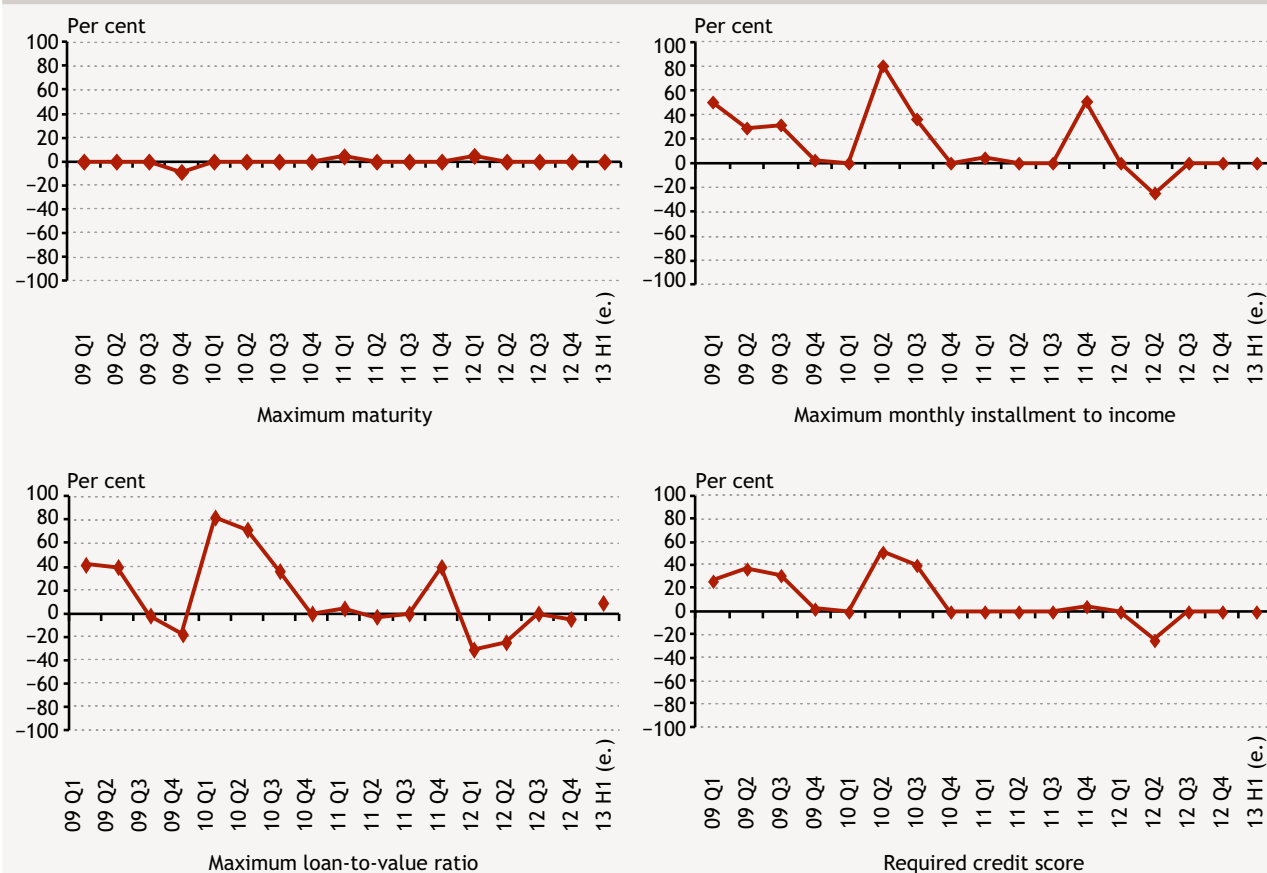 Per cent
100
80
60
40
20
0
−20
−40
−60
−80
−100
09 Q1
09 Q2
09 Q3
09 Q4
10 Q1
10 Q2
10 Q3
10 Q4
11 Q1
11 Q2
11 Q3
11 Q4
12 Q1
12 Q2
12 Q3
12 Q4
13 H1 (e.)
Maximum maturity
Per cent
100
80
60
40
20
0
−20
−40
−60
−80
−100
09 Q1
09 Q2
09 Q3
09 Q4
10 Q1
10 Q2
10 Q3
10 Q4
11 Q1
11 Q2
11 Q3
11 Q4
12 Q1
12 Q2
12 Q3
12 Q4
13 H1 (e.)
Maximum monthly installment to income
Per cent
100
80
60
40
20
0
−20
−40
−60
−80
−100
09 Q1
09 Q2
09 Q3
09 Q4
10 Q1
10 Q2
10 Q3
10 Q4
11 Q1
11 Q2
11 Q3
11 Q4
12 Q1
12 Q2
12 Q3
12 Q4
13 H1 (e.)
Maximum loan-to-value ratio
Per cent
100
80
60
40
20
0
−20
−40
−60
−80
−100
09 Q1
09 Q2
09 Q3
09 Q4
10 Q1
10 Q2
10 Q3
10 Q4
11 Q1
11 Q2
11 Q3
11 Q4
12 Q1
12 Q2
12 Q3
12 Q4
13 H1 (e.)
Required credit score